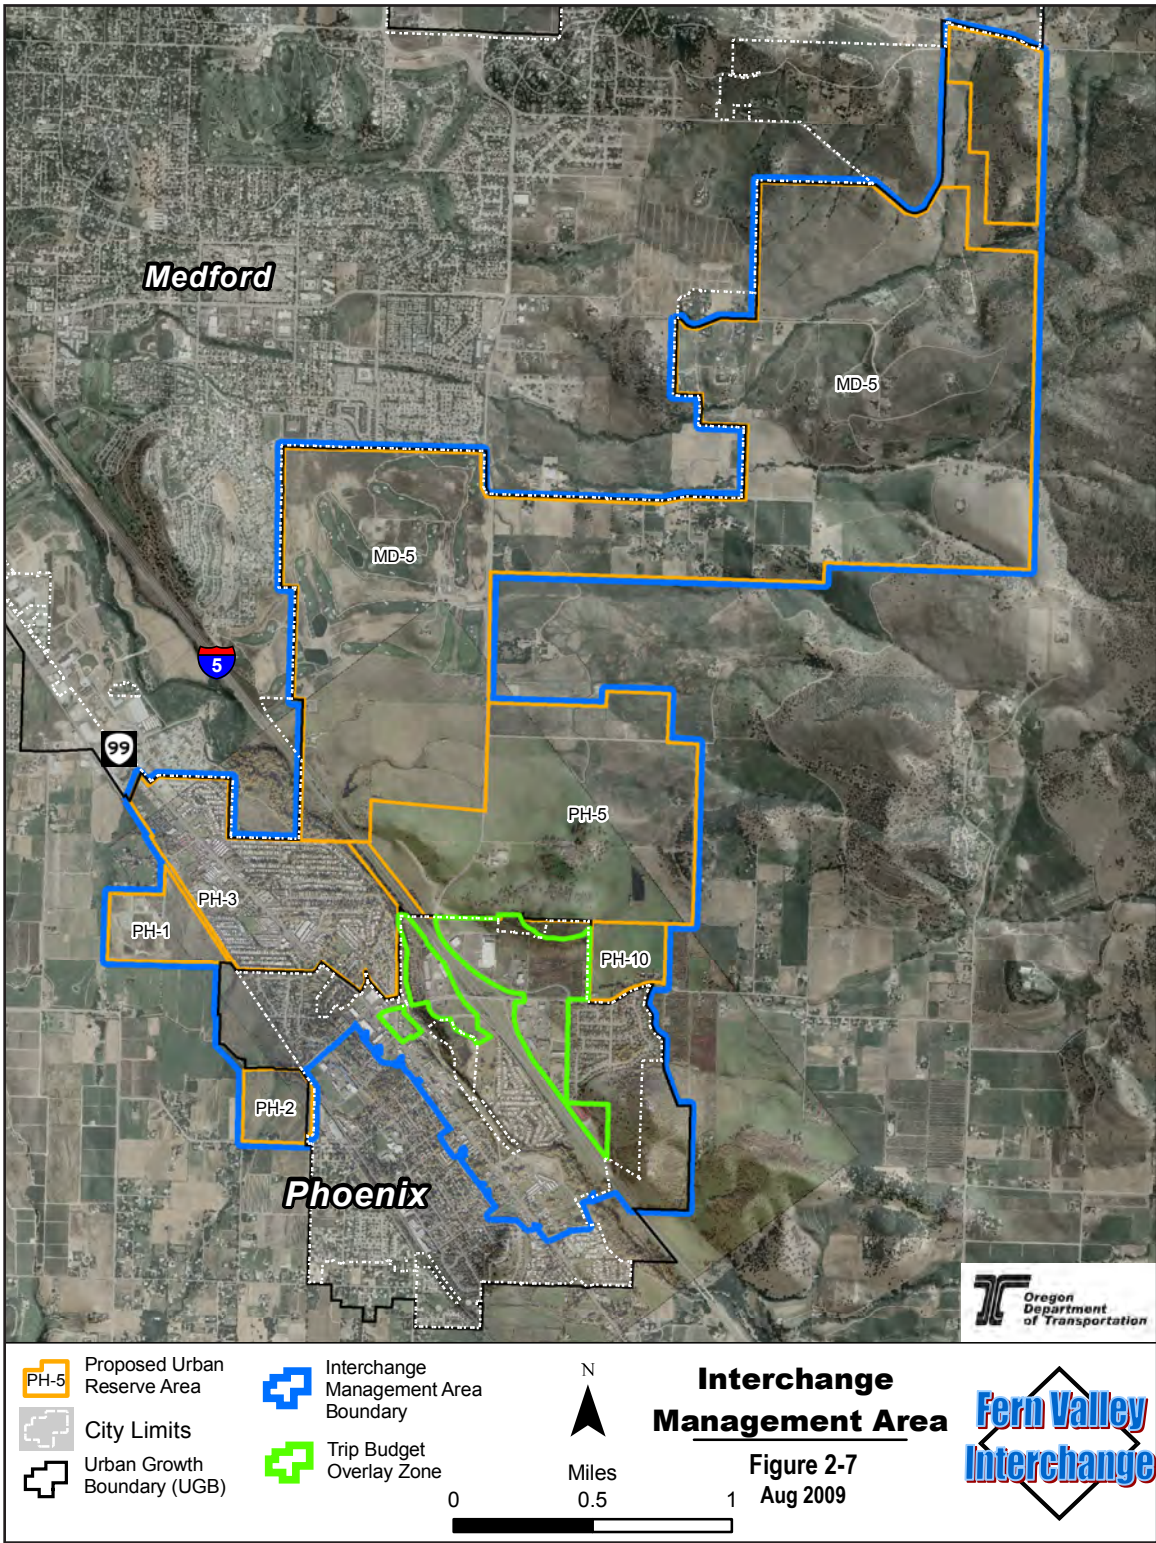 Medford
MD-5
MD-5
5
99
PH-5
PH-3
PH-1
PH-10
PH-2
Phoenix
Oregon
Department
of Transportation
PH-5
Proposed Urban
Reserve Area
City Limits
Urban Growth
Boundary (UGB)
Interchange
Management Area
Boundary
Trip Budget
Overlay Zone
N
Miles
0 0.5 1
Interchange
Management Area
Figure 2-7
Aug 2009
Fern Valley
Interchange